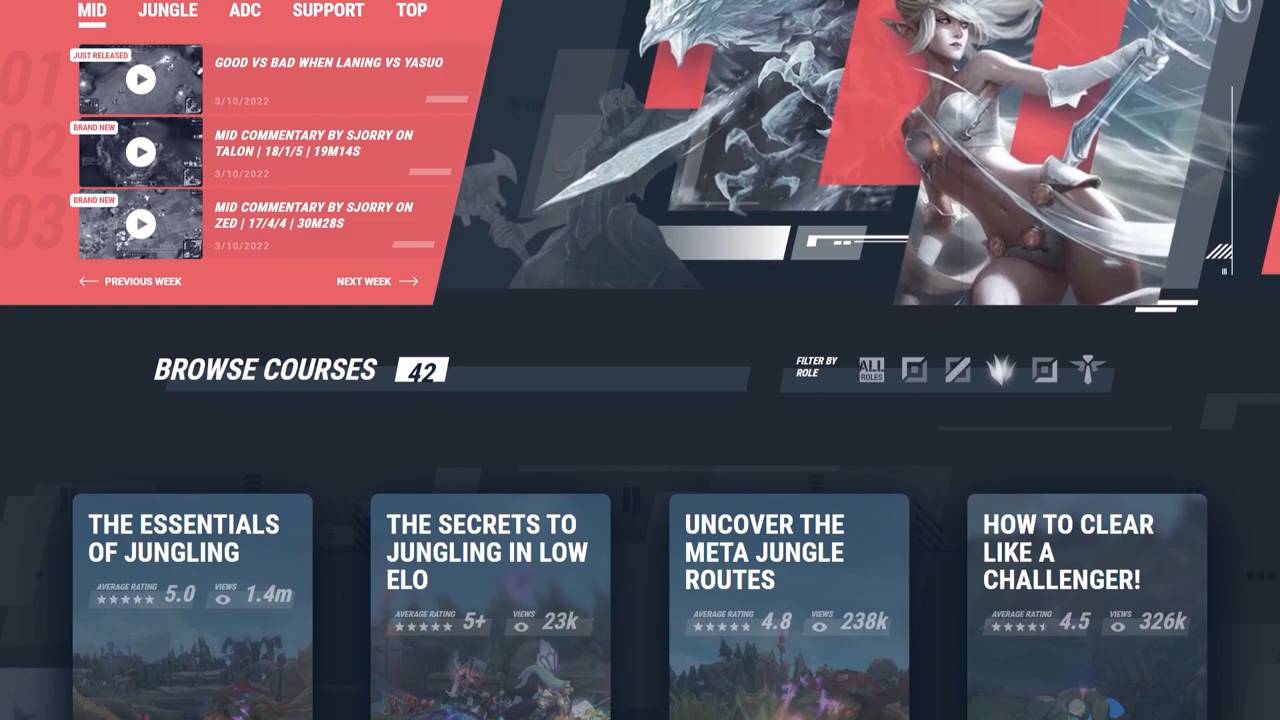 MID JUNGLE ADC SUPPORT TOP
01
JUST RELEASED
GOOD VS BAD WHEN LANING VS YASUO
3/10/2022
02
BRAND NEW
MID COMMENTARY BY SJORRY ON
TALON | 18/1/5 | 19M14S
3/10/2022
03
BRAND NEW
MID COMMENTARY BY SJORRY ON
ZED | 17/4/4 | 30M28S
3/10/2022
PREVIOUS WEEK NEXT WEEK
BROWSE COURSES 42
FILTER BY
ROLE
ALL
ROLES
THE ESSENTIALS
OF JUNGLING
AVERAGE RATING 5.0 VIEWS 1.4m
THE SECRETS TO
JUNGLING IN LOW
ELO
AVERAGE RATING 5+ VIEWS 23k
UNCOVER THE
META JUNGLE
ROUTES
AVERAGE RATING 4.8 VIEWS 238k
HOW TO CLEAR
LIKE A
CHALLENGER!
AVERAGE RATING 4.5 VIEWS 326k